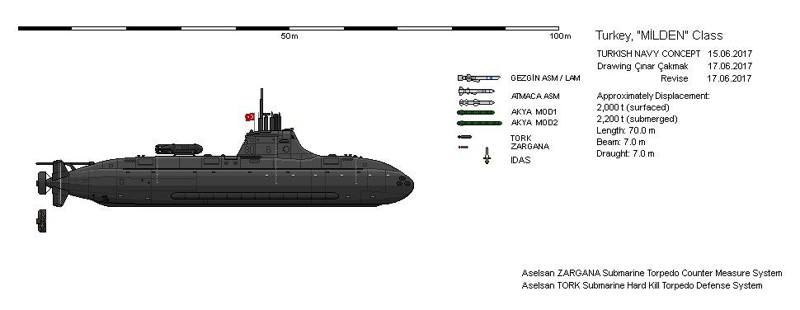 50m
100 m
Turkey, "MİLDEN" Class
TURKISH NAVY CONCEPT 15.06.2017
Drawing Çınar Çakmak 17.06.2017
Revise 17.06.2017
GEZGİN ASM / LAM
ATMACA ASM
AKYA MOD1
AKYA MOD2
TORK
ZARGANA
IDAS
Approximately Displacement:
2,000 t (surfaced)
2,200 t (submerged)
Length: 70.0 m
Beam: 7.0 m
Draught: 7.0 m
Aselsan ZARGANA Submarine Torpedo Counter Measure System
Aselsan TORK Submarine Hard Kill Torpedo Defense System